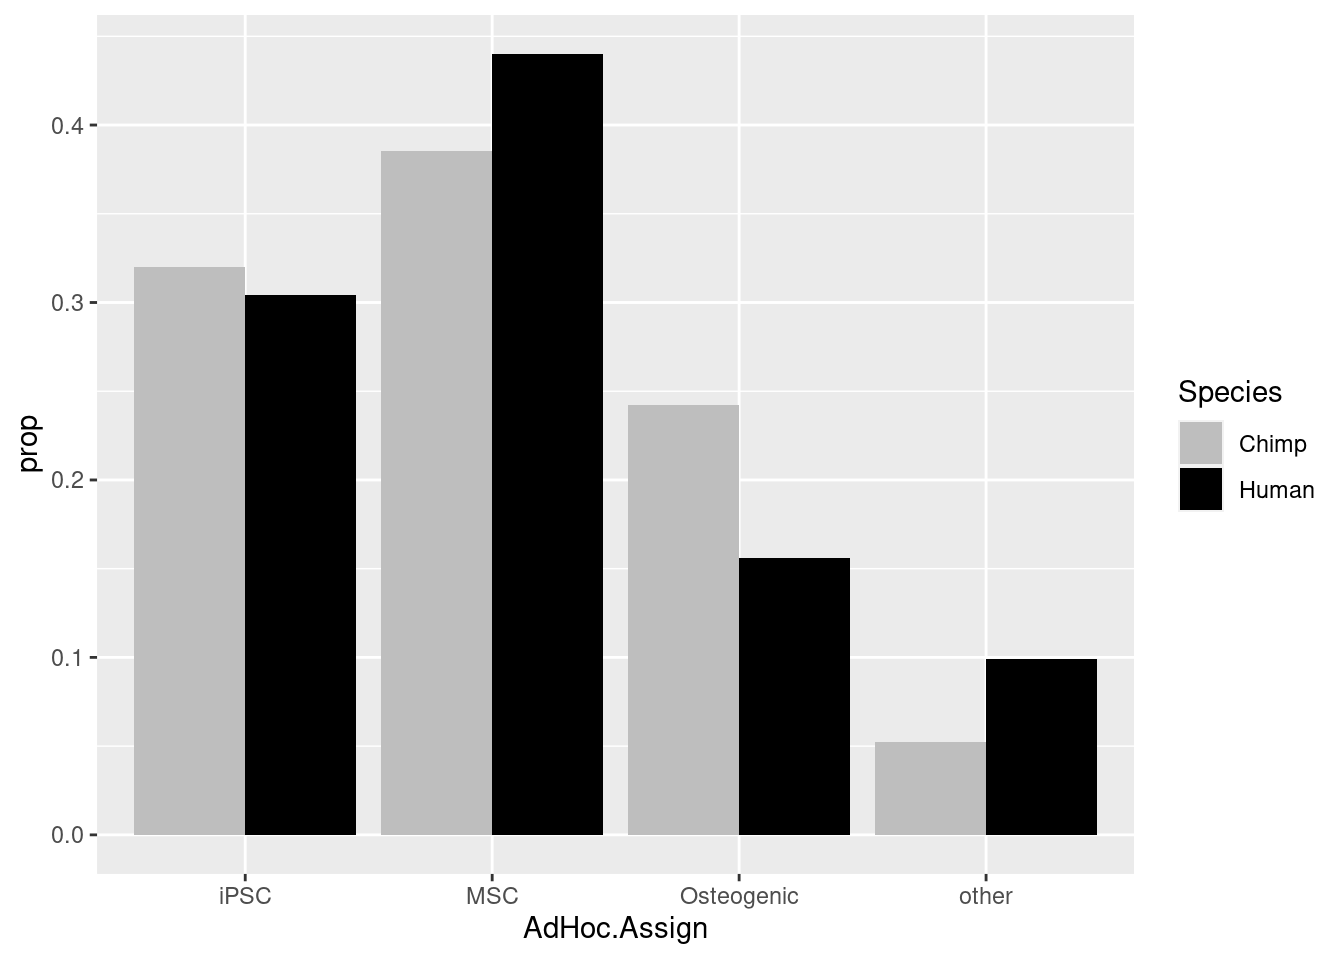 prop
0.4
0.3
0.2
0.1
0.0
iPSC
MSC
Osteogenic
other
AdHoc.Assign
Species
Chimp
Human